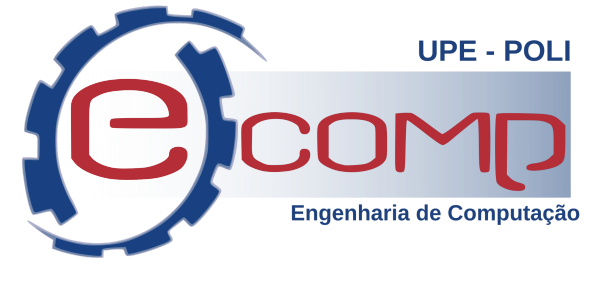 UPE - POLI
ecomp
Engenharia de Computação